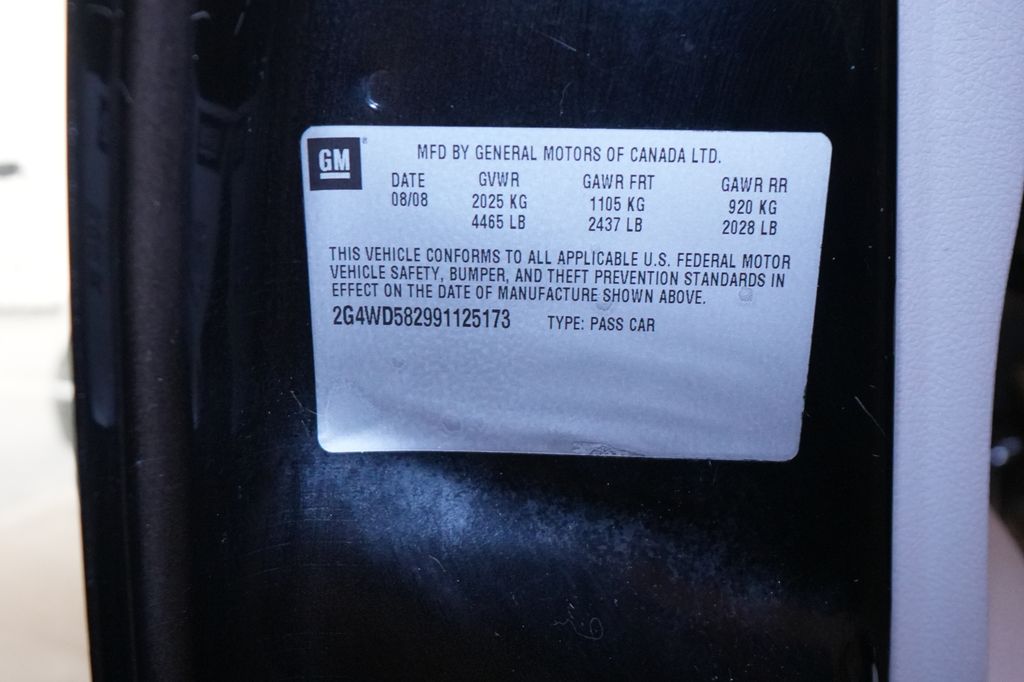 GM MFD BY GENERAL MOTORS OF CANADA LTD.
DATE GVWR GAWR FRT GAWR RR
08/08 2025 KG 1105 KG 920 KG
4465 LB 2437 LB 2028 LB
THIS VEHICLE CONFORMS TO ALL APPLICABLE U.S. FEDERAL MOTOR
VEHICLE SAFETY, BUMPER, AND THEFT PREVENTION STANDARDS IN
EFFECT ON THE DATE OF MANUFACTURE SHOWN ABOVE.
2G4WD582991125173 TYPE: PASS CAR